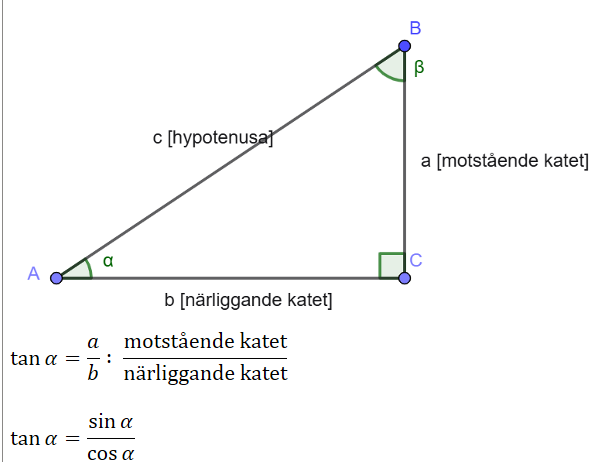 B
β
c [hypotenusa]
a [motstående katet]
α
A
C
b [närliggande katet]
tan α = a/b : motstående katet/närliggande katet
tan α = sin α/cos α